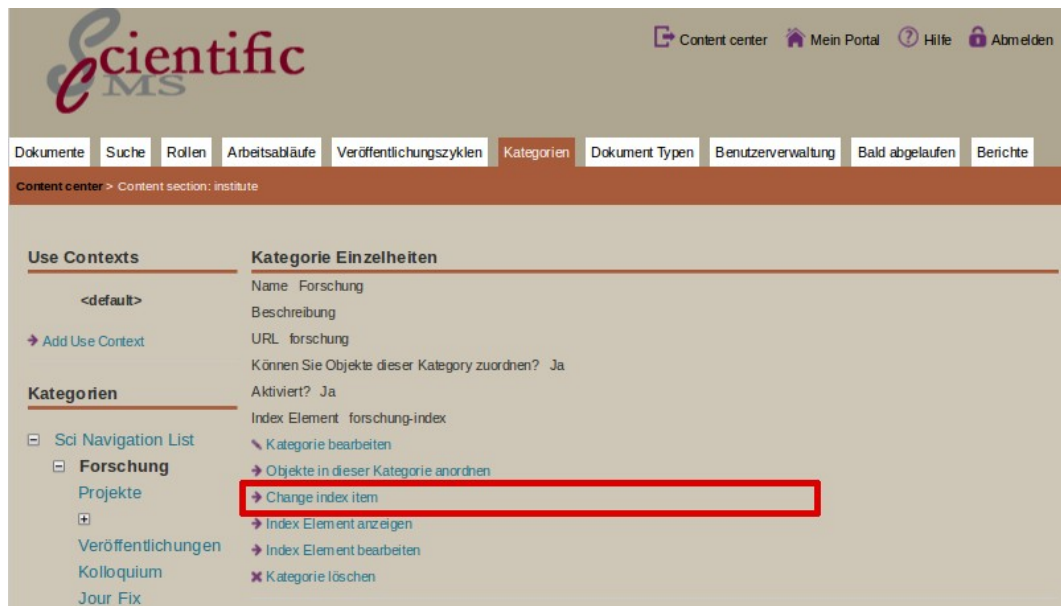 Scientific
CMS
Content center Mein Portal Hilfe Abmelden
Dokumente Suche Rollen Arbeitsabläufe Veröffentlichungszyklen Kategorien Dokument Typen Benutzerverwaltung Bald abgelaufen Berichte
Content center > Content section: institute
Use Contexts
<default>
Add Use Context
Kategorien
Sci Navigation List
Forschung
Projekte
Veröffentlichungen
Kolloquium
Jour Fix
Kategorie Einzelheiten
Name Forschung
Beschreibung
URL forschung
Können Sie Objekte dieser Kategory zuordnen? Ja
Aktiviert? Ja
Index Element forschung-index
Kategorie bearbeiten
Objekte in dieser Kategorie anordnen
Change index item
Index Element anzeigen
Index Element bearbeiten
Kategorie löschen